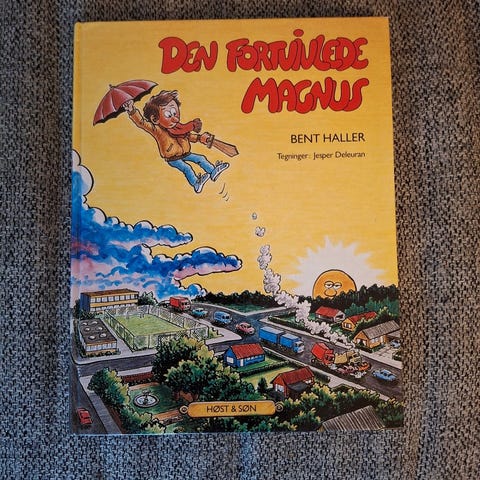 DEN FORTVIVLEDE
MAGNUS
BENT HALLER
Tegninger: Jesper Deleuran
HØST & SØN